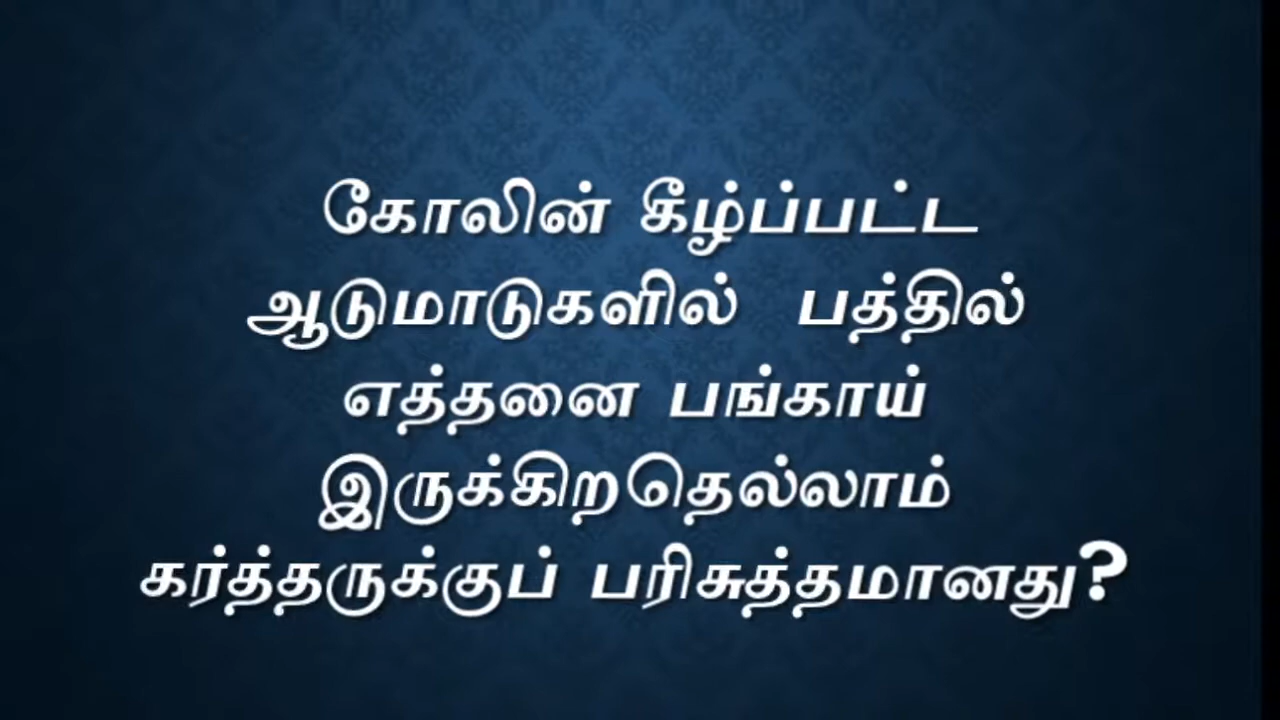 கோலின் கீழ்ப்பட்ட
ஆடுமாடுகளில் பத்தில்
எத்தனை பங்காய்
இருக்கிறதெல்லாம்
கர்த்தருக்குப் பரிசுத்தமானது?